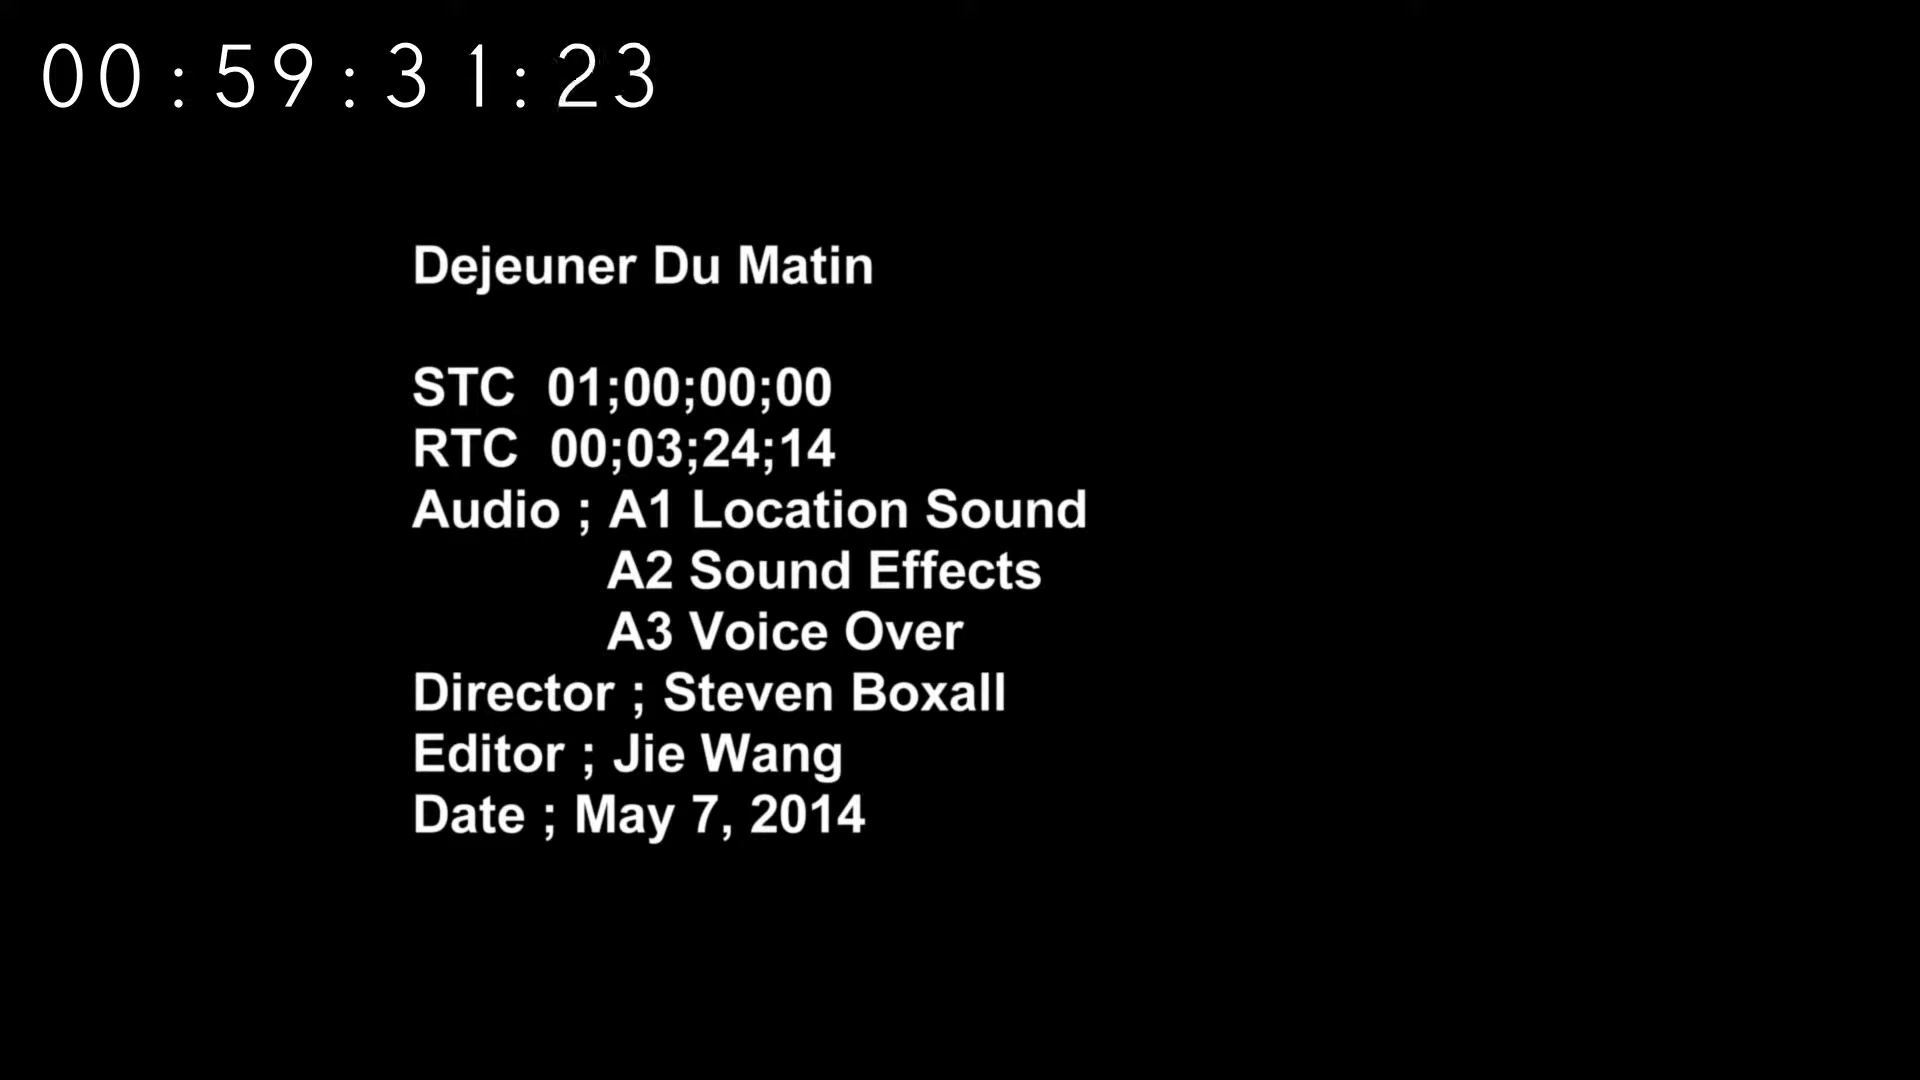 00:59:31:23
Dejeuner Du Matin
STC 01;00;00;00
RTC 00;03;24;14
Audio ; A1 Location Sound
A2 Sound Effects
A3 Voice Over
Director ; Steven Boxall
Editor ; Jie Wang
Date ; May 7, 2014